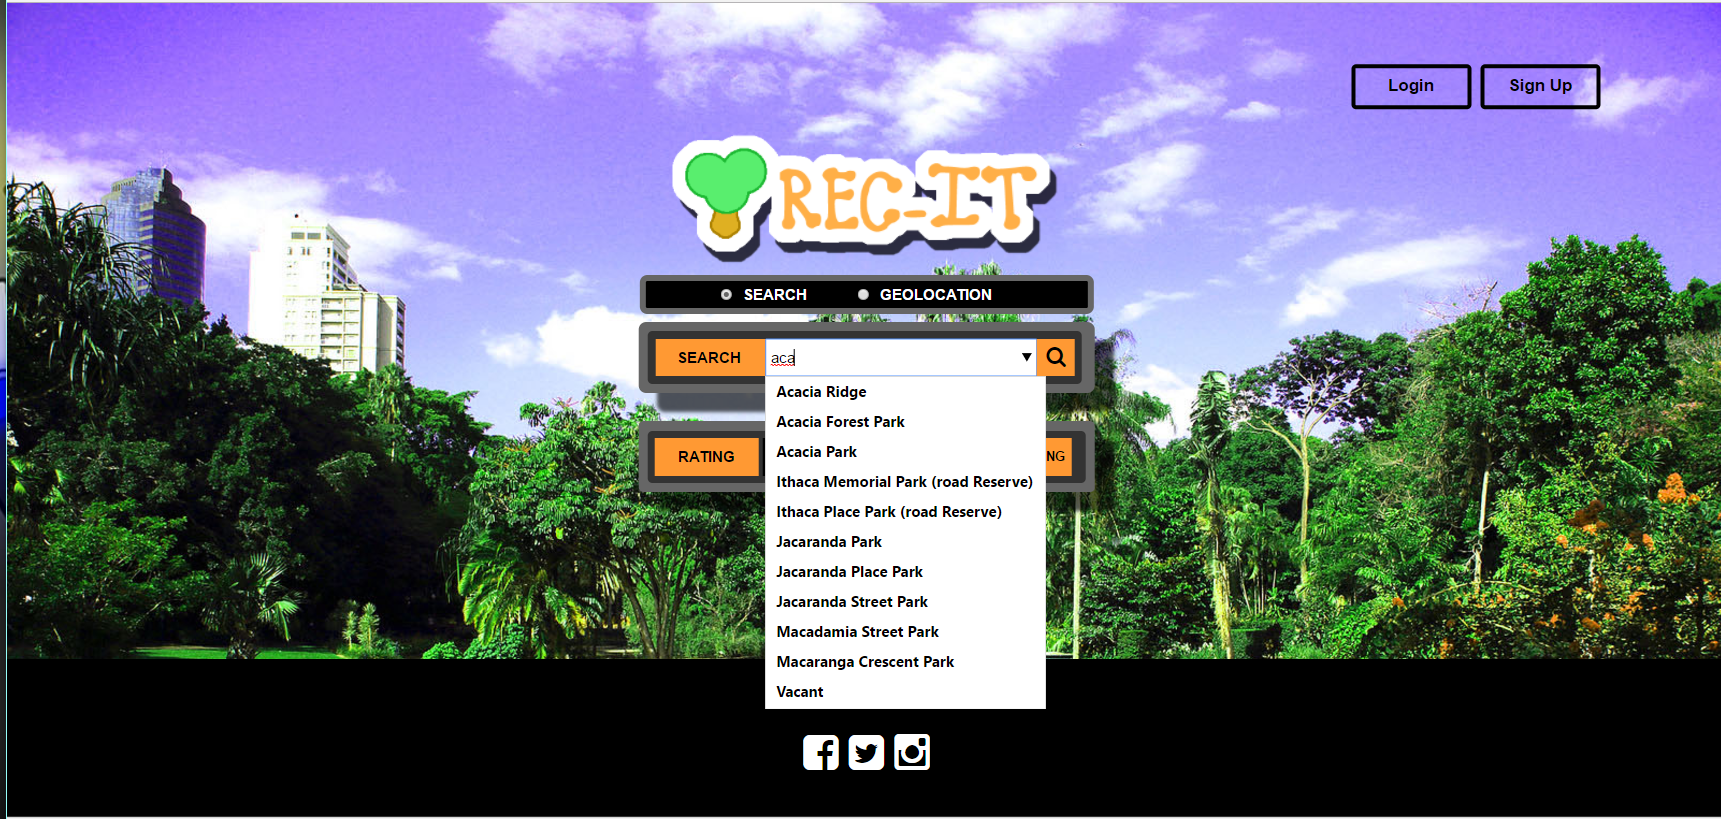 Login
Sign Up
REC-IT
SEARCH
GEOLOCATION
SEARCH
aca
Acacia Ridge
Acacia Forest Park
Acacia Park
RATING
NG
Ithaca Memorial Park (road Reserve)
Ithaca Place Park (road Reserve)
Jacaranda Park
Jacaranda Place Park
Jacaranda Street Park
Macadamia Street Park
Macaranga Crescent Park
Vacant